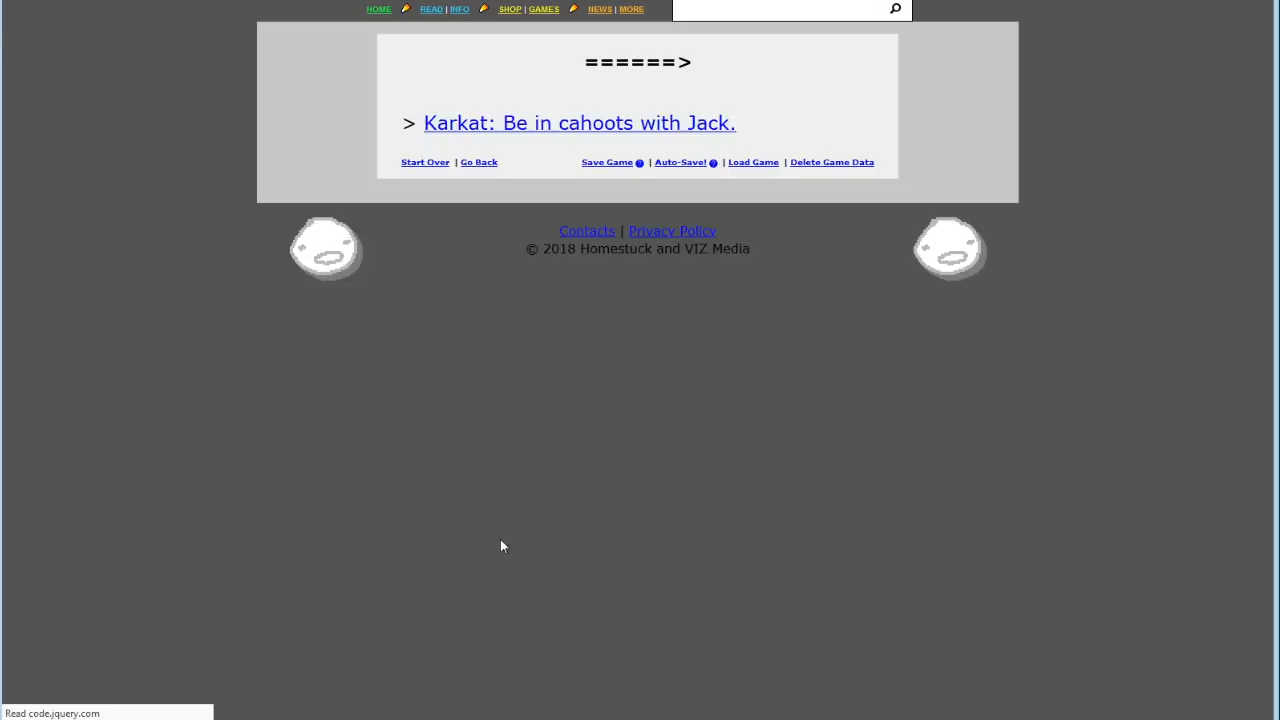 HOME READ | INFO SHOP | GAMES NEWS | MORE
======>
> Karkat: Be in cahoots with Jack.
Start Over | Go Back Save Game ? | Auto-Save! ? | Load Game | Delete Game Data
Contacts | Privacy Policy
© 2018 Homestuck and VIZ Media
Read code.jquery.com